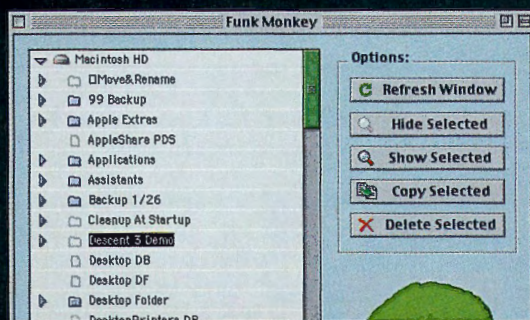 Funk Monkey
Macintosh HD
Move&Rename
99 Backup
Apple Extras
AppleShare PDS
Applications
Assistants
Backup 1/26
Cleanup At Startup
Descent 3 Demo
Desktop DB
Desktop DF
Desktop Folder
DesktopPrinters DB
Options:
Refresh Window
Hide Selected
Show Selected
Copy Selected
Delete Selected